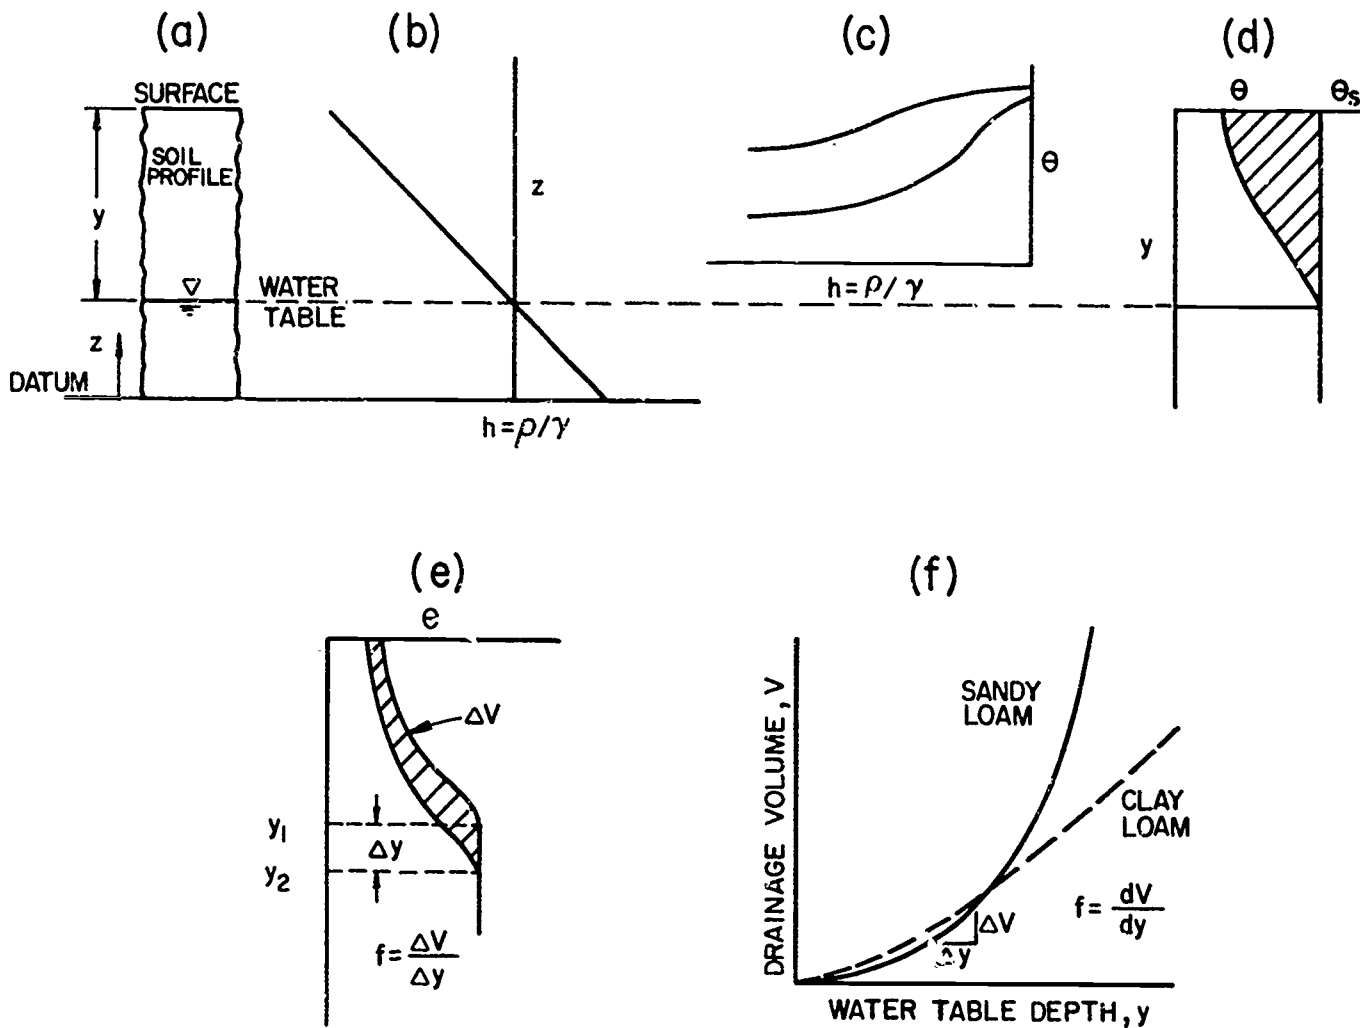 (a)
(b)
(c)
(d)
SURFACE
SOIL
PROFILE
y
WATER
TABLE
z
DATUM
z
h=ρ/γ
θ
h=ρ/γ
θ
θs
y
(e)
e
ΔV
y₁
Δy
y₂
f=ΔV/Δy
(f)
DRAINAGE VOLUME, V
SANDY
LOAM
CLAY
LOAM
ΔV
Δy
f=dV/dy
WATER TABLE DEPTH, y